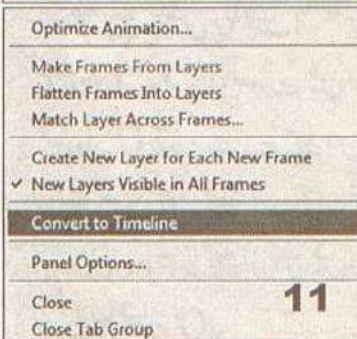 Optimize Animation...
Make Frames From Layers
Flatten Frames Into Layers
Match Layer Across Frames...
Create New Layer for Each New Frame
✓ New Layers Visible in All Frames
Convert to Timeline
Panel Options...
Close
11
Close Tab Group